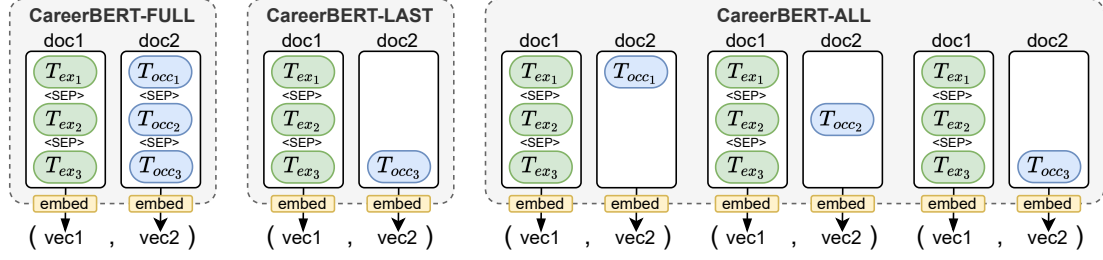 CareerBERT-FULL
doc1 doc2
T_ex1 T_occ1
<SEP> <SEP>
T_ex2 T_occ2
<SEP> <SEP>
T_ex3 T_occ3
embed embed
( vec1 , vec2 )
CareerBERT-LAST
doc1 doc2
T_ex1
<SEP>
T_ex2
<SEP>
T_ex3 T_occ3
embed embed
( vec1 , vec2 )
CareerBERT-ALL
doc1 doc2
T_ex1 T_occ1
<SEP>
T_ex2
<SEP>
T_ex3
embed embed
( vec1 , vec2 )
doc1 doc2
T_ex1
<SEP>
T_ex2 T_occ2
<SEP>
T_ex3
embed embed
( vec1 , vec2 )
doc1 doc2
T_ex1
<SEP>
T_ex2
<SEP>
T_ex3 T_occ3
embed embed
( vec1 , vec2 )